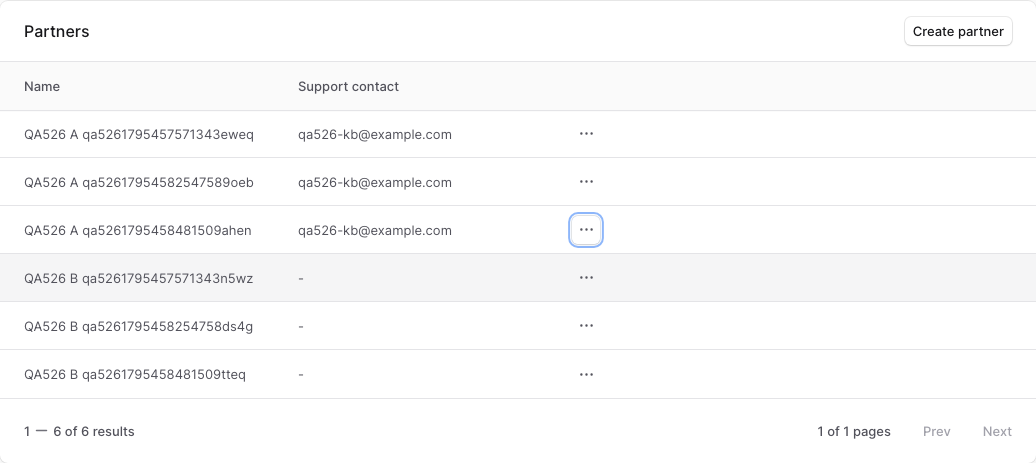 Partners
Create partner
Name Support contact
QA526 A qa5261795457571343eweq qa526-kb@example.com ...
QA526 A qa52617954582547589oeb qa526-kb@example.com ...
QA526 A qa5261795458481509ahen qa526-kb@example.com ...
QA526 B qa5261795457571343n5wz - ...
QA526 B qa5261795458254758ds4g - ...
QA526 B qa5261795458481509tteq - ...
1 — 6 of 6 results 1 of 1 pages Prev Next